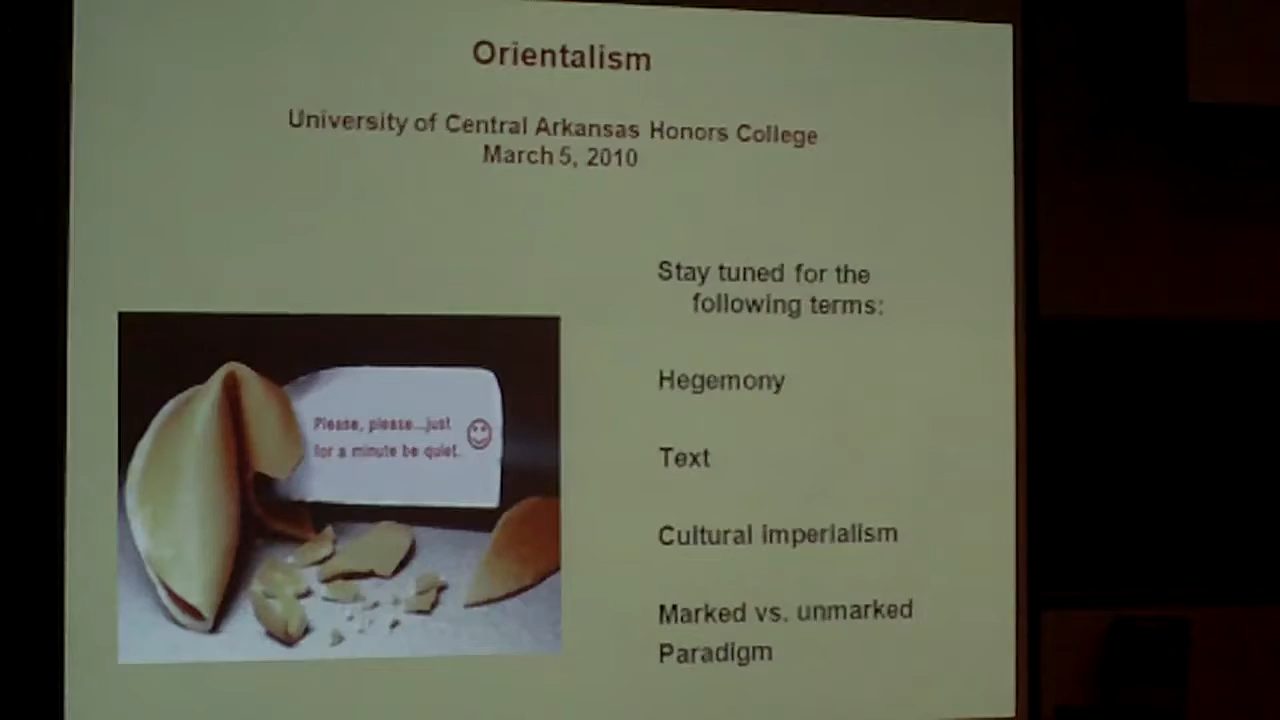 Orientalism
University of Central Arkansas Honors College
March 5, 2010
Stay tuned for the
following terms:
Hegemony
Text
Cultural imperialism
Marked vs. unmarked
Paradigm
Please, please...just
for a minute be quiet.